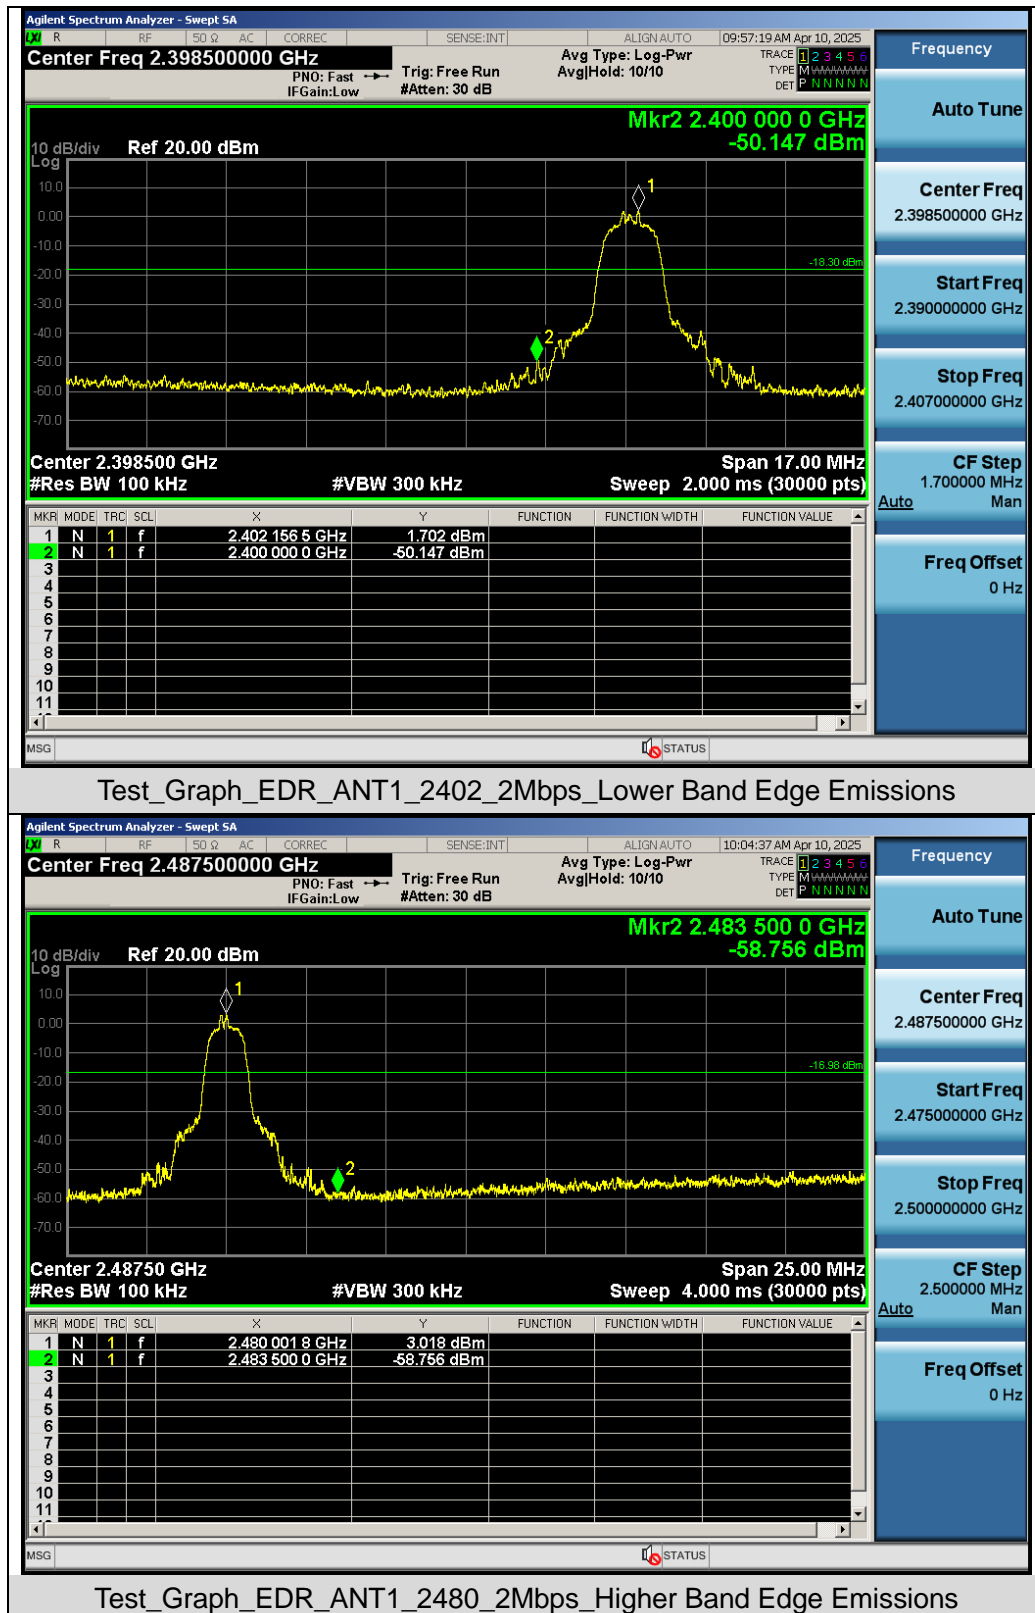 Agilent Spectrum Analyzer - Swept SA
LXI R RF 50 Ω AC CORREC SENSE:INT ALIGN AUTO 09:57:19 AM Apr 10, 2025
Center Freq 2.398500000 GHz
PNO: Fast Trig: Free Run Avg Type: Log-Pwr TRACE 1 2 3 4 5 6
IFGain:Low #Atten: 30 dB Avg|Hold: 10/10 TYPE M WWWWW
DET P N N N N N
Mkr2 2.400 000 0 GHz
-50.147 dBm
10 dB/div Ref 20.00 dBm
Log
10.0
1
0.00
-10.0
-18.30 dBm
-20.0
-30.0
-40.0
2
-50.0
-60.0
-70.0
Center 2.398500 GHz Span 17.00 MHz
#Res BW 100 kHz #VBW 300 kHz Sweep 2.000 ms (30000 pts)
MKR MODE TRC SCL X Y FUNCTION FUNCTION WIDTH FUNCTION VALUE
1 N 1 f 2.402 156 5 GHz 1.702 dBm
2 N 1 f 2.400 000 0 GHz -50.147 dBm
3
4
5
6
7
8
9
10
11
MSG STATUS
Frequency
Auto Tune
Center Freq
2.398500000 GHz
Start Freq
2.390000000 GHz
Stop Freq
2.407000000 GHz
CF Step
1.700000 MHz
Auto Man
Freq Offset
0 Hz
Test_Graph_EDR_ANT1_2402_2Mbps_Lower Band Edge Emissions
Agilent Spectrum Analyzer - Swept SA
LXI R RF 50 Ω AC CORREC SENSE:INT ALIGN AUTO 10:04:37 AM Apr 10, 2025
Center Freq 2.487500000 GHz
PNO: Fast Trig: Free Run Avg Type: Log-Pwr TRACE 1 2 3 4 5 6
IFGain:Low #Atten: 30 dB Avg|Hold: 10/10 TYPE M WWWWW
DET P N N N N N
Mkr2 2.483 500 0 GHz
-58.756 dBm
10 dB/div Ref 20.00 dBm
Log
10.0
1
0.00
-10.0
-16.98 dBm
-20.0
-30.0
-40.0
-50.0
2
-60.0
-70.0
Center 2.48750 GHz Span 25.00 MHz
#Res BW 100 kHz #VBW 300 kHz Sweep 4.000 ms (30000 pts)
MKR MODE TRC SCL X Y FUNCTION FUNCTION WIDTH FUNCTION VALUE
1 N 1 f 2.480 001 8 GHz 3.018 dBm
2 N 1 f 2.483 500 0 GHz -58.756 dBm
3
4
5
6
7
8
9
10
11
MSG STATUS
Frequency
Auto Tune
Center Freq
2.487500000 GHz
Start Freq
2.475000000 GHz
Stop Freq
2.500000000 GHz
CF Step
2.500000 MHz
Auto Man
Freq Offset
0 Hz
Test_Graph_EDR_ANT1_2480_2Mbps_Higher Band Edge Emissions